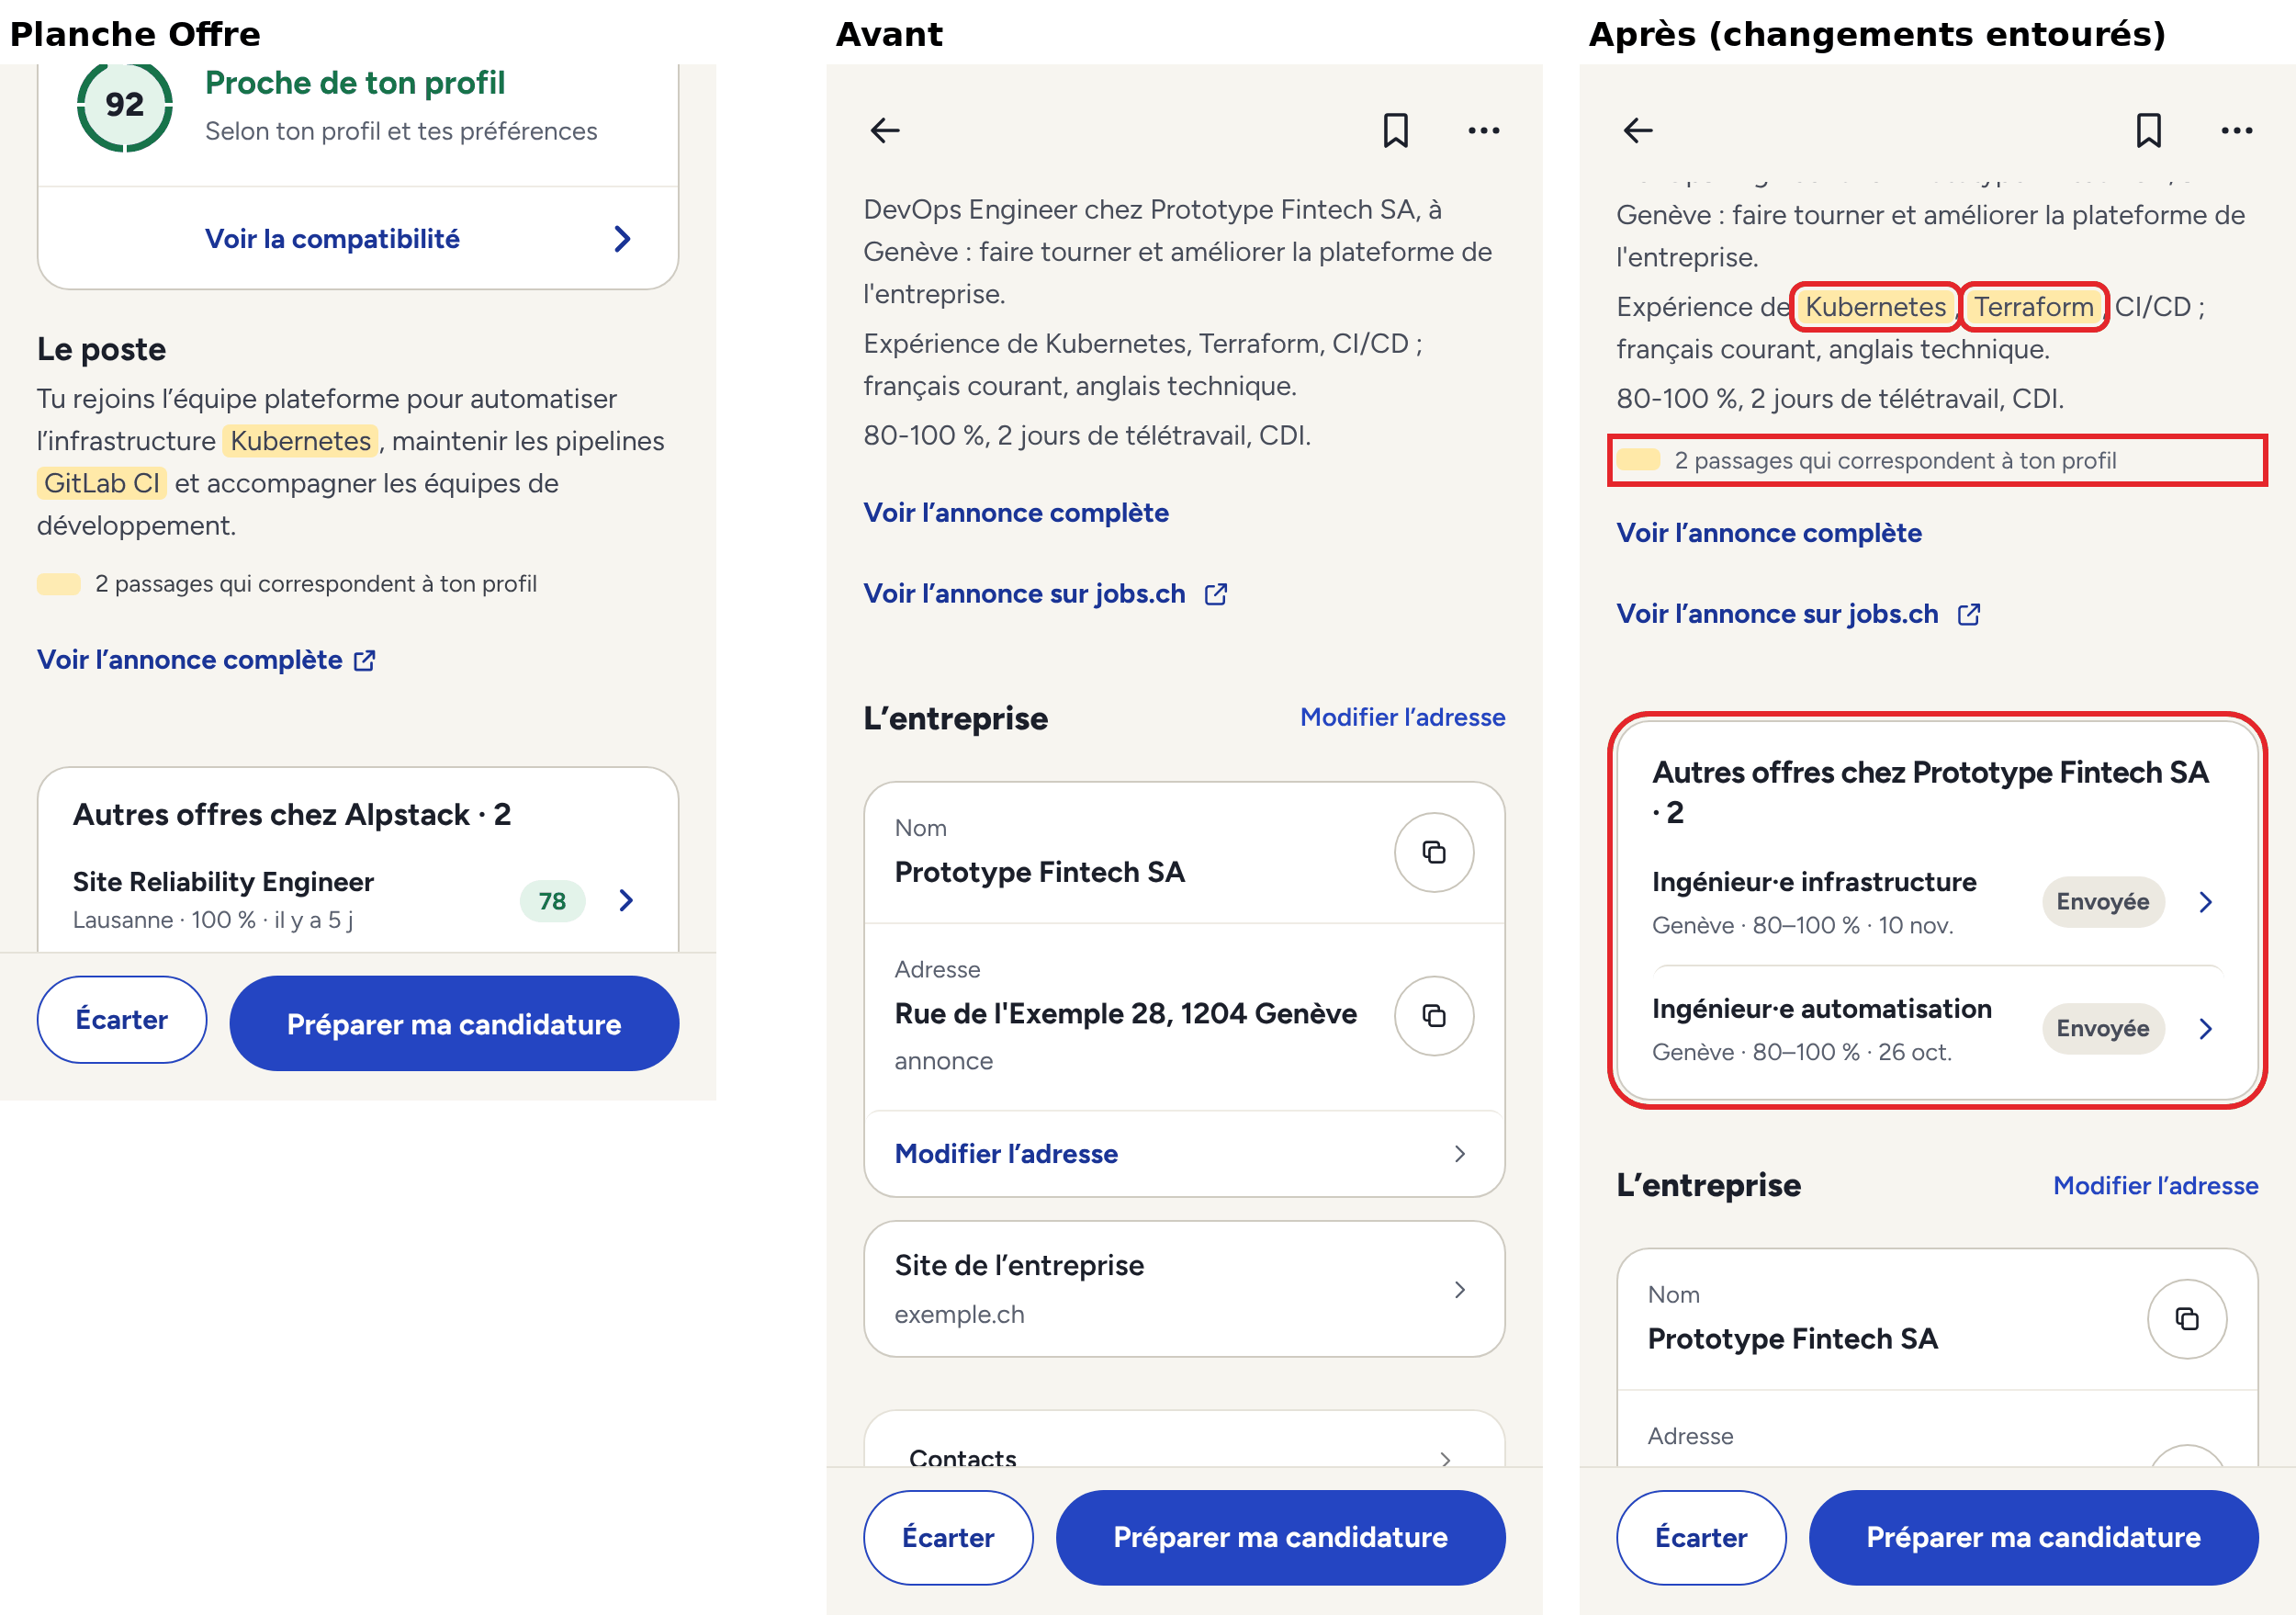 Planche Offre
92
Proche de ton profil
Selon ton profil et tes préférences
Voir la compatibilité
Le poste
Tu rejoins l’équipe plateforme pour automatiser
l’infrastructure Kubernetes, maintenir les pipelines
GitLab CI et accompagner les équipes de
développement.
2 passages qui correspondent à ton profil
Voir l’annonce complète
Autres offres chez Alpstack · 2
Site Reliability Engineer
Lausanne · 100 % · il y a 5 j
78
Écarter
Préparer ma candidature
Avant
DevOps Engineer chez Prototype Fintech SA, à
Genève : faire tourner et améliorer la plateforme de
l'entreprise.
Expérience de Kubernetes, Terraform, CI/CD ;
français courant, anglais technique.
80-100 %, 2 jours de télétravail, CDI.
Voir l’annonce complète
Voir l’annonce sur jobs.ch
L’entreprise
Modifier l’adresse
Nom
Prototype Fintech SA
Adresse
Rue de l'Exemple 28, 1204 Genève
annonce
Modifier l’adresse
Site de l’entreprise
exemple.ch
Contacts
Écarter
Préparer ma candidature
Après (changements entourés)
Genève : faire tourner et améliorer la plateforme de
l'entreprise.
Expérience de Kubernetes, Terraform, CI/CD ;
français courant, anglais technique.
80-100 %, 2 jours de télétravail, CDI.
2 passages qui correspondent à ton profil
Voir l’annonce complète
Voir l’annonce sur jobs.ch
Autres offres chez Prototype Fintech SA
· 2
Ingénieur·e infrastructure
Genève · 80–100 % · 10 nov.
Envoyée
Ingénieur·e automatisation
Genève · 80–100 % · 26 oct.
Envoyée
L’entreprise
Modifier l’adresse
Nom
Prototype Fintech SA
Adresse
Écarter
Préparer ma candidature